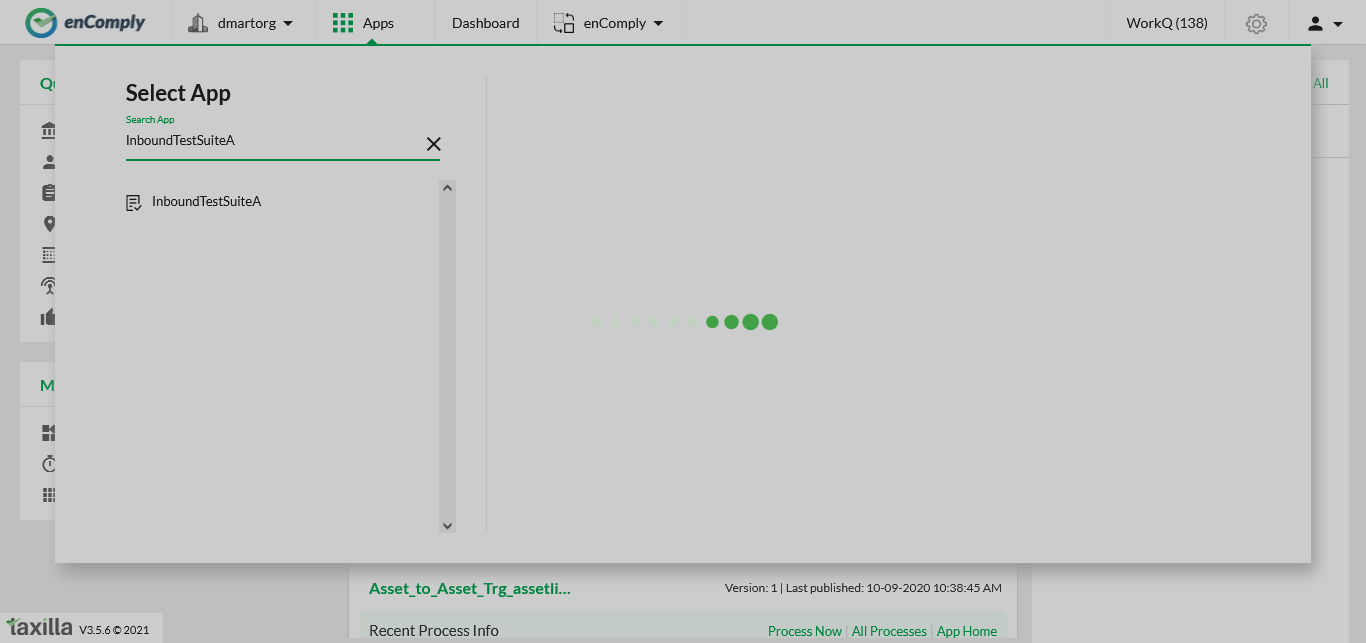 enComply
dmartorg
Apps
Dashboard
enComply
WorkQ (138)
Qu
All
Select App
Search App
InboundTestSuiteA
InboundTestSuiteA
M
Asset_to_Asset_Trg_assetli...
Version: 1 | Last published: 10-09-2020 10:38:45 AM
Recent Process Info
Process Now | All Processes | App Home
taxilla V3.5.6 © 2021